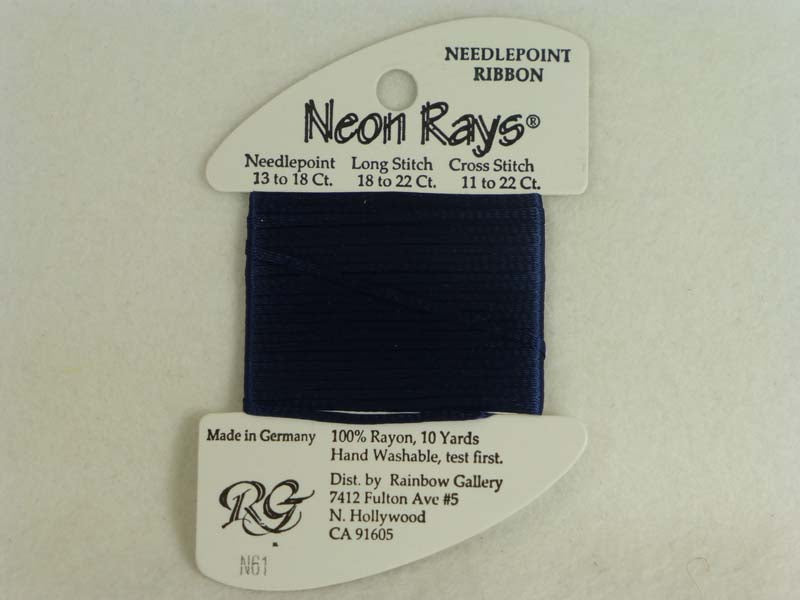 NEEDLEPOINT
RIBBON
Neon Rays®
Needlepoint Long Stitch Cross Stitch
13 to 18 Ct. 18 to 22 Ct. 11 to 22 Ct.
Made in Germany
100% Rayon, 10 Yards
Hand Washable, test first.
RG
Dist. by Rainbow Gallery
7412 Fulton Ave #5
N. Hollywood
CA 91605
N61